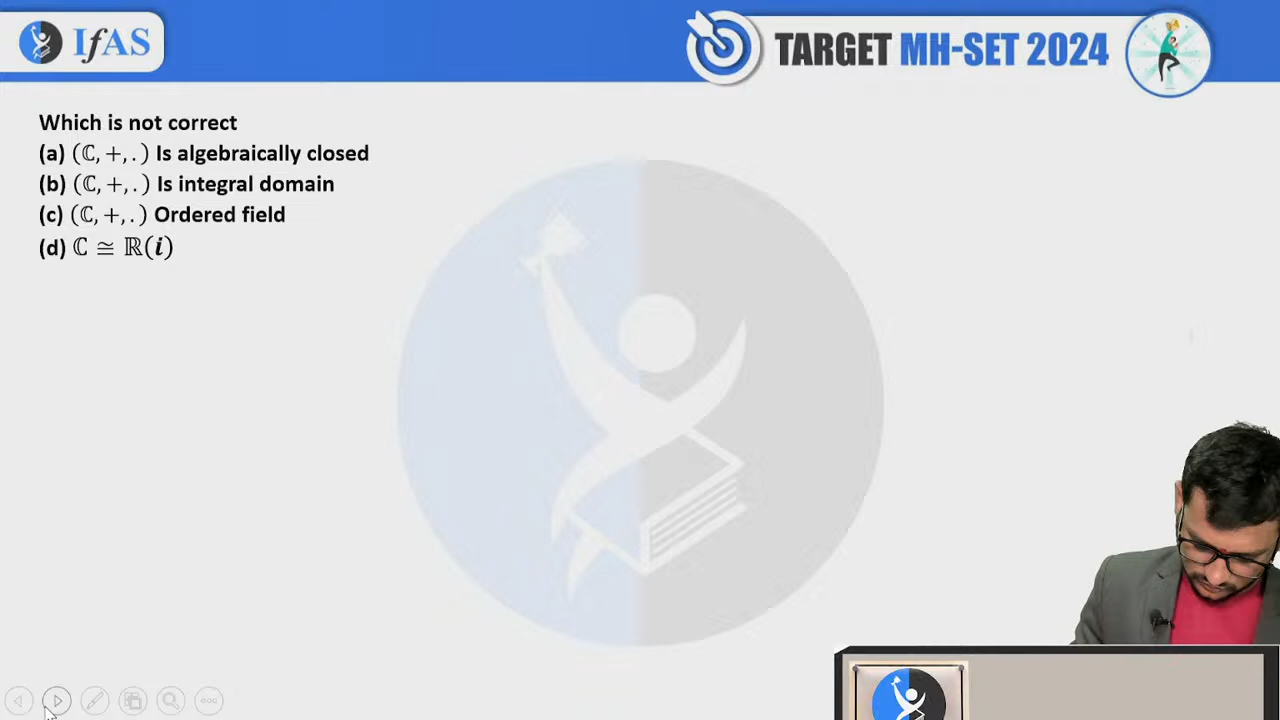 IfAS
TARGET MH-SET 2024
Which is not correct
(a) (ℂ, +, . ) Is algebraically closed
(b) (ℂ, +, . ) Is integral domain
(c) (ℂ, +, . ) Ordered field
(d) ℂ ≅ ℝ(i)